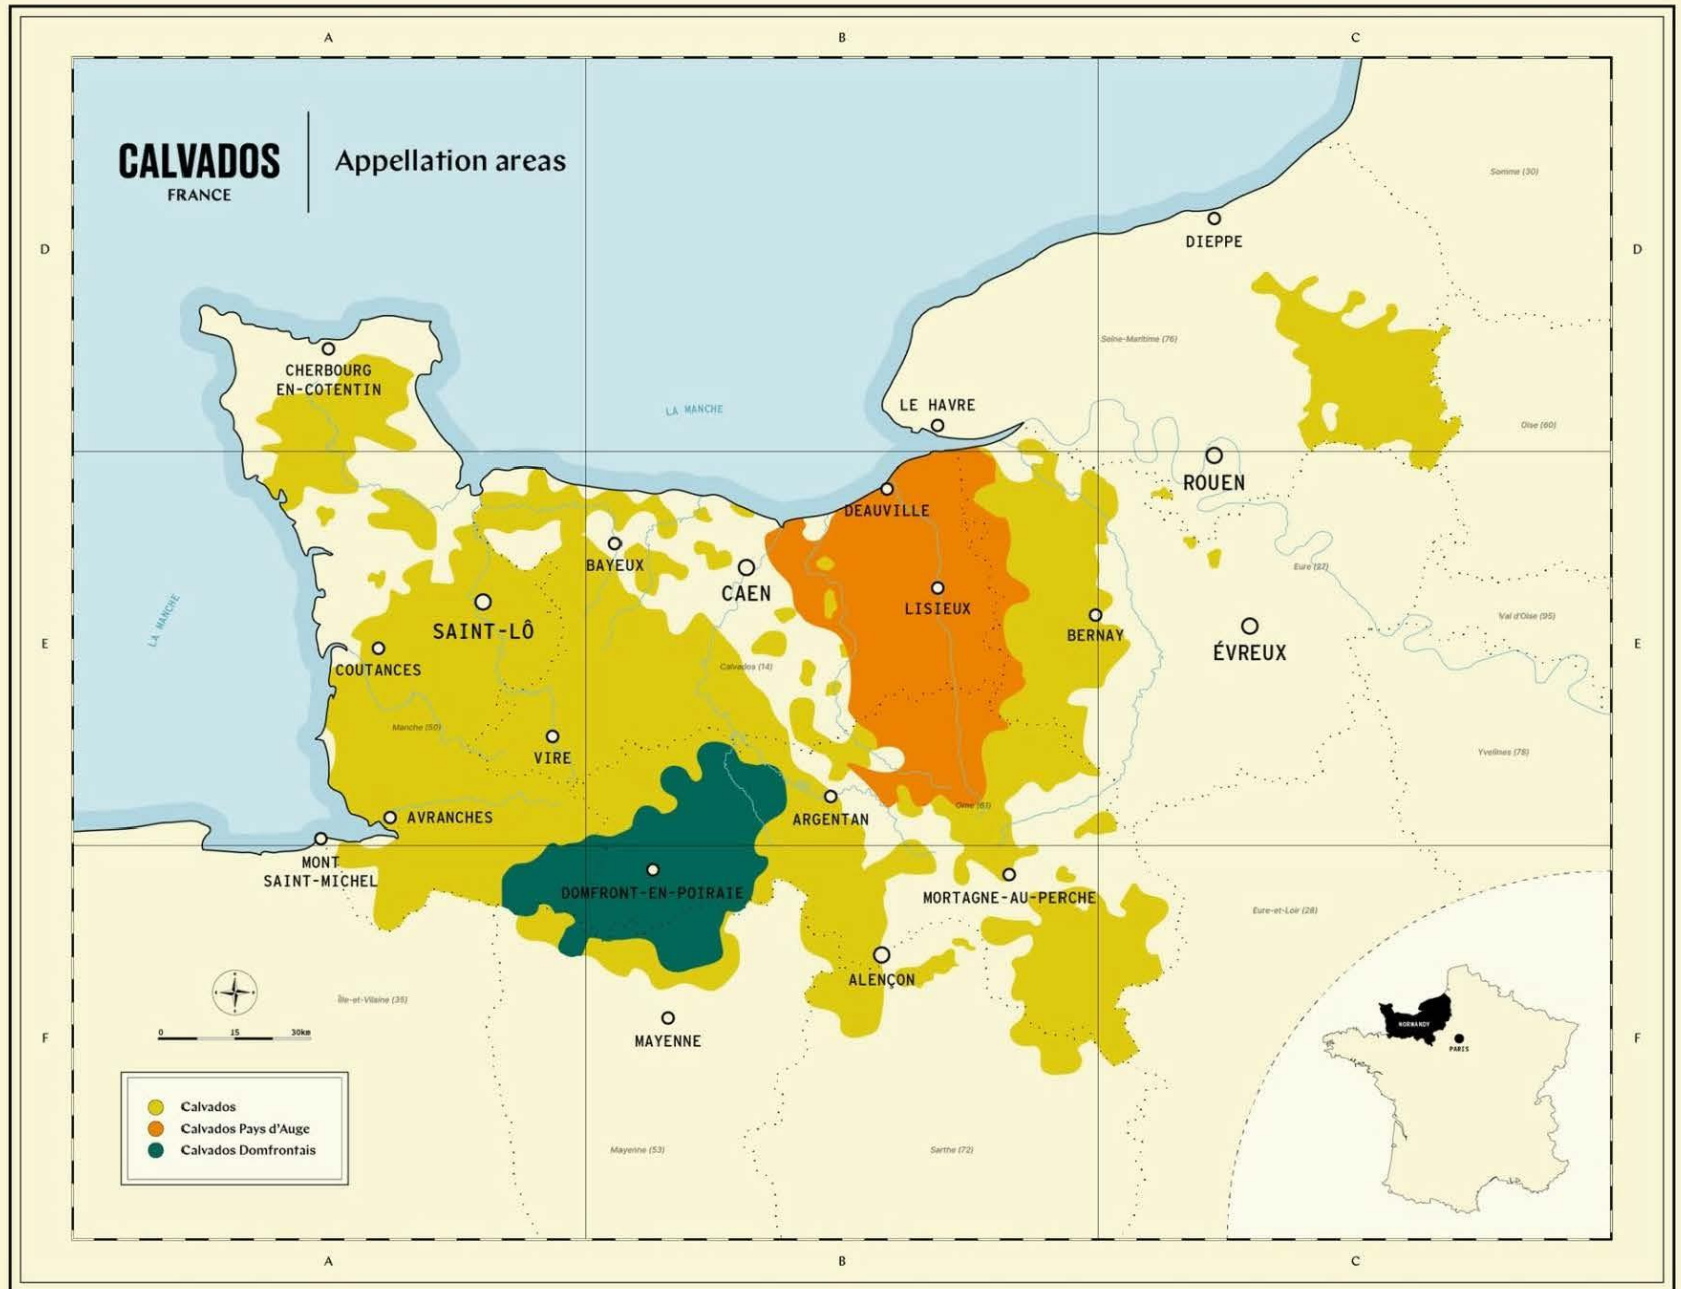 A
B
C
CALVADOS
FRANCE
Appellation areas
Somme (30)
D
D
DIEPPE
Seine-Maritime (76)
CHERBOURG
EN-COTENTIN
LA MANCHE
LE HAVRE
Oise (60)
ROUEN
DEAUVILLE
BAYEUX
Eure (27)
CAEN
LISIEUX
LA MANCHE
SAINT-LÔ
BERNAY
Val d'Oise (95)
E
E
ÉVREUX
COUTANCES
Calvados (14)
Manche (50)
VIRE
Yvelines (78)
Orne (61)
AVRANCHES
ARGENTAN
MONT
SAINT-MICHEL
DOMFRONT-EN-POIRAIE
MORTAGNE-AU-PERCHE
Eure-et-Loir (28)
ALENÇON
Île-et-Vilaine (35)
0 15 30km
NORMANDY
PARIS
F
F
MAYENNE
Calvados
Calvados Pays d'Auge
Calvados Domfrontais
Mayenne (53)
Sarthe (72)
A
B
C